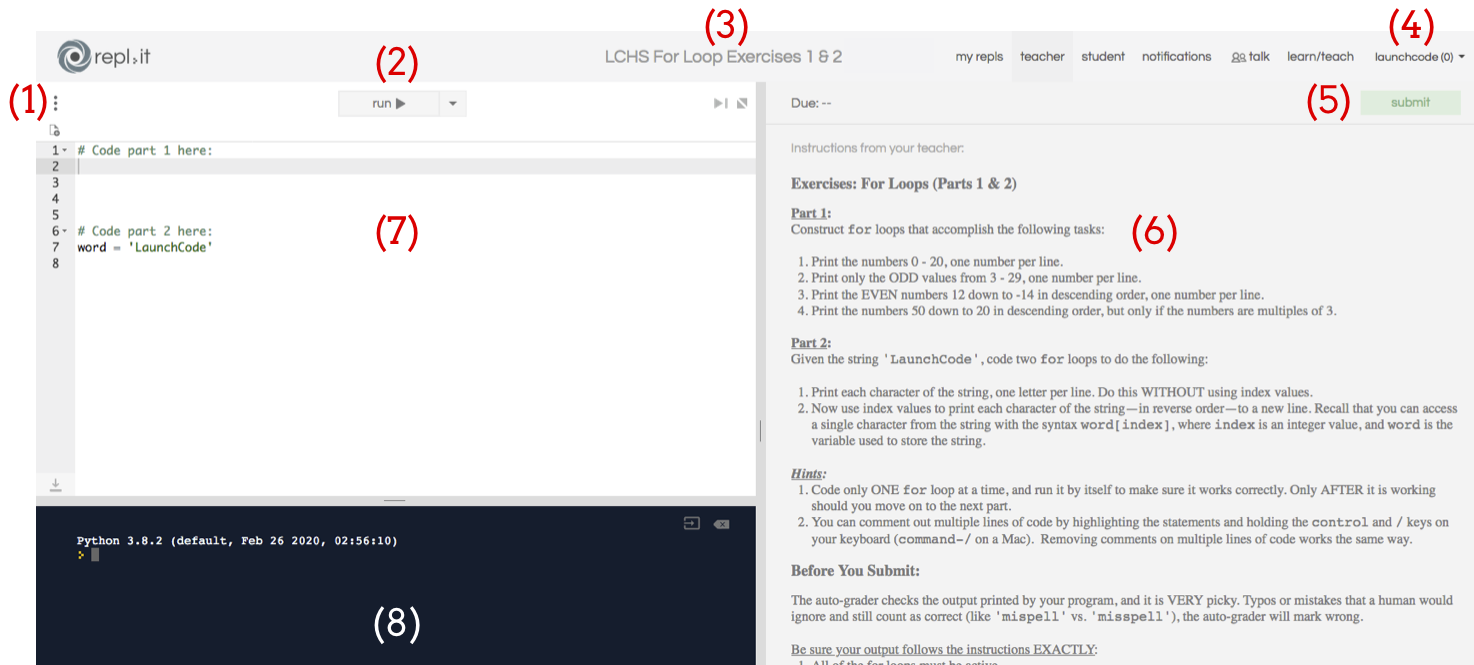 (3)
(4)
repl.it
(2)
LCHS For Loop Exercises 1 & 2
my repls
teacher
student
notifications
talk
learn/teach
launchcode (0)
(1)
run
Due: --
(5)
submit
1 # Code part 1 here:
2
3
4
5
6 # Code part 2 here:
7 word = 'LaunchCode'
8
(7)
Instructions from your teacher:
Exercises: For Loops (Parts 1 & 2)
Part 1:
Construct for loops that accomplish the following tasks:
(6)
1. Print the numbers 0 - 20, one number per line.
2. Print only the ODD values from 3 - 29, one number per line.
3. Print the EVEN numbers 12 down to -14 in descending order, one number per line.
4. Print the numbers 50 down to 20 in descending order, but only if the numbers are multiples of 3.
Part 2:
Given the string 'LaunchCode', code two for loops to do the following:
1. Print each character of the string, one letter per line. Do this WITHOUT using index values.
2. Now use index values to print each character of the string—in reverse order—to a new line. Recall that you can access
a single character from the string with the syntax word[index], where index is an integer value, and word is the
variable used to store the string.
Hints:
1. Code only ONE for loop at a time, and run it by itself to make sure it works correctly. Only AFTER it is working
should you move on to the next part.
2. You can comment out multiple lines of code by highlighting the statements and holding the control and / keys on
your keyboard (command-/ on a Mac). Removing comments on multiple lines of code works the same way.
Before You Submit:
The auto-grader checks the output printed by your program, and it is VERY picky. Typos or mistakes that a human would
ignore and still count as correct (like 'mispell' vs. 'misspell'), the auto-grader will mark wrong.
Be sure your output follows the instructions EXACTLY:
1. All of the for loops must be active
Python 3.8.2 (default, Feb 26 2020, 02:56:10)
>
(8)